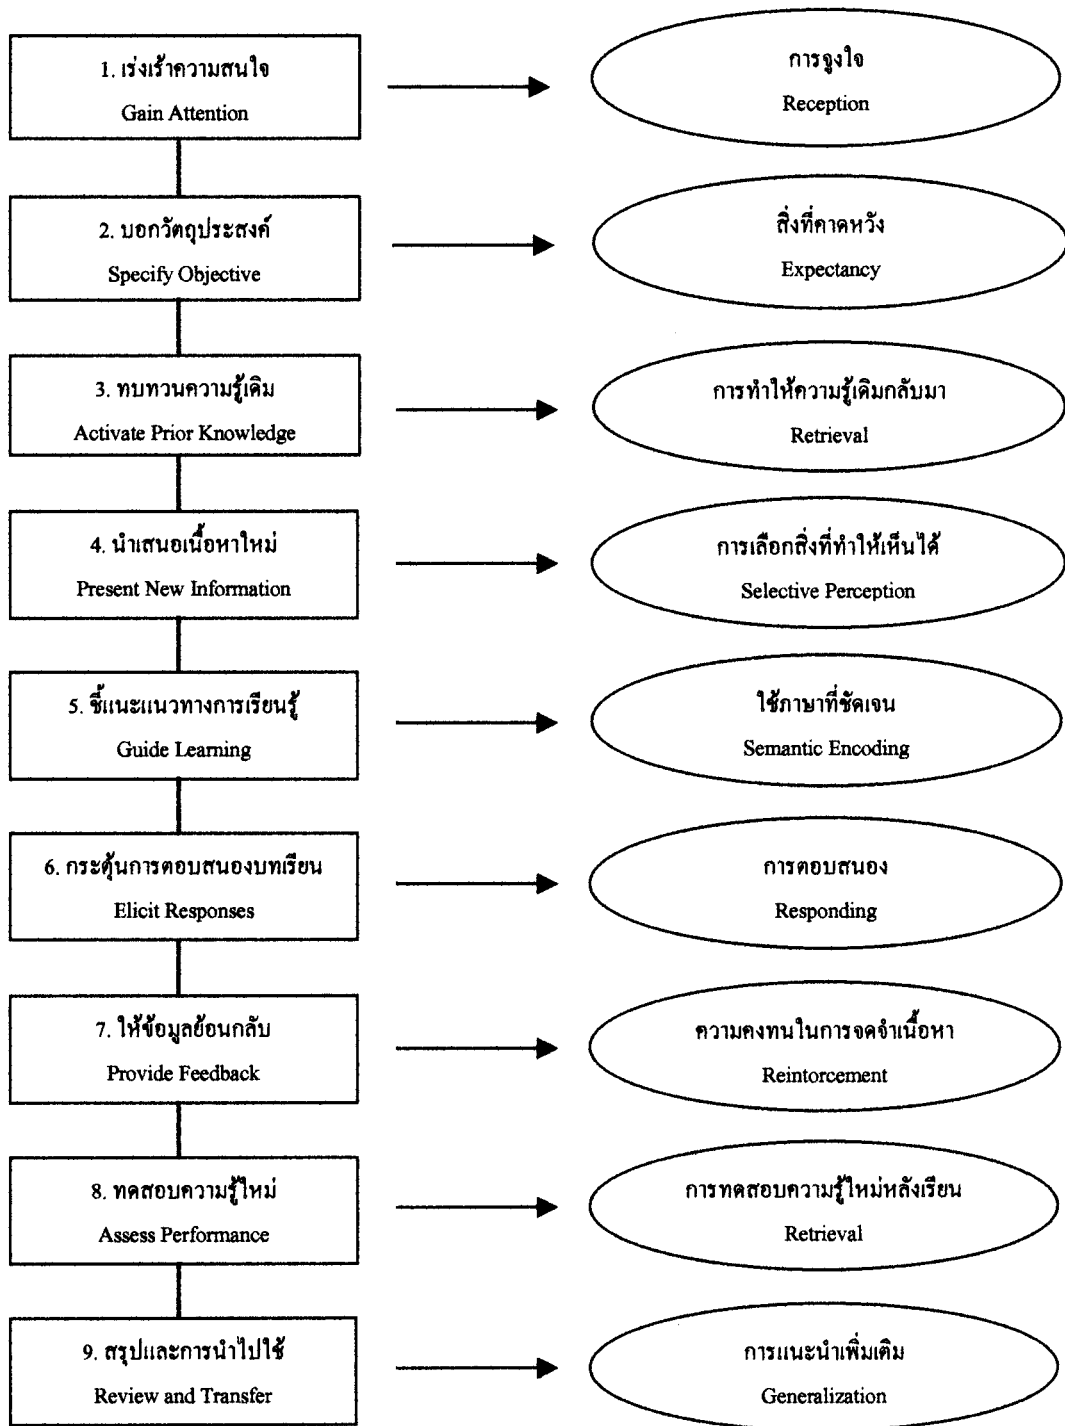 1. เร่งเร้าความสนใจ
Gain Attention
การจูงใจ
Reception
2. บอกวัตถุประสงค์
Specify Objective
สิ่งที่คาดหวัง
Expectancy
3. ทบทวนความรู้เดิม
Activate Prior Knowledge
การทำให้ความรู้เดิมกลับมา
Retrieval
4. นำเสนอเนื้อหาใหม่
Present New Information
การเลือกสิ่งที่ทำให้เห็นได้
Selective Perception
5. ชี้แนะแนวทางการเรียนรู้
Guide Learning
ใช้ภาษาที่ชัดเจน
Semantic Encoding
6. กระตุ้นการตอบสนองบทเรียน
Elicit Responses
การตอบสนอง
Responding
7. ให้ข้อมูลย้อนกลับ
Provide Feedback
ความคงทนในการจดจำเนื้อหา
Reintorcement
8. ทดสอบความรู้ใหม่
Assess Performance
การทดสอบความรู้ใหม่หลังเรียน
Retrieval
9. สรุปและการนำไปใช้
Review and Transfer
การแนะนำเพิ่มเติม
Generalization